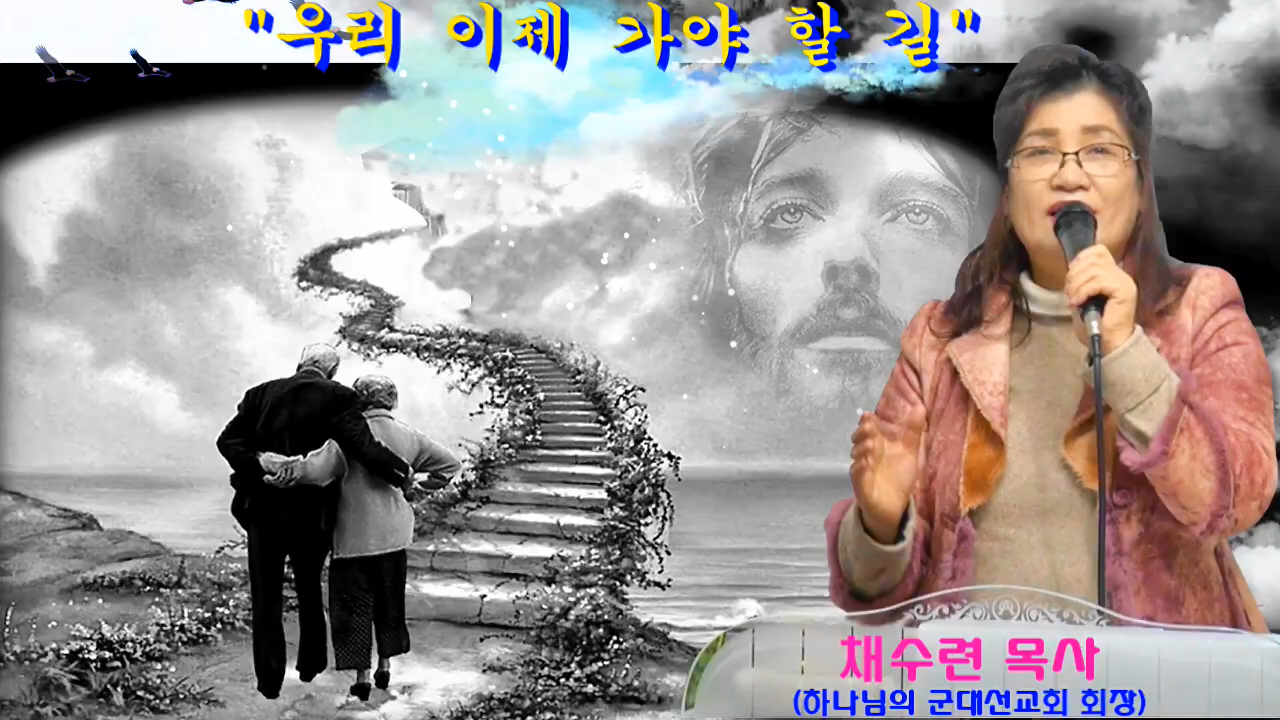 "우리 이제 가야 할 길"
채수련 목사
(하나님의 군대선교회 회장)